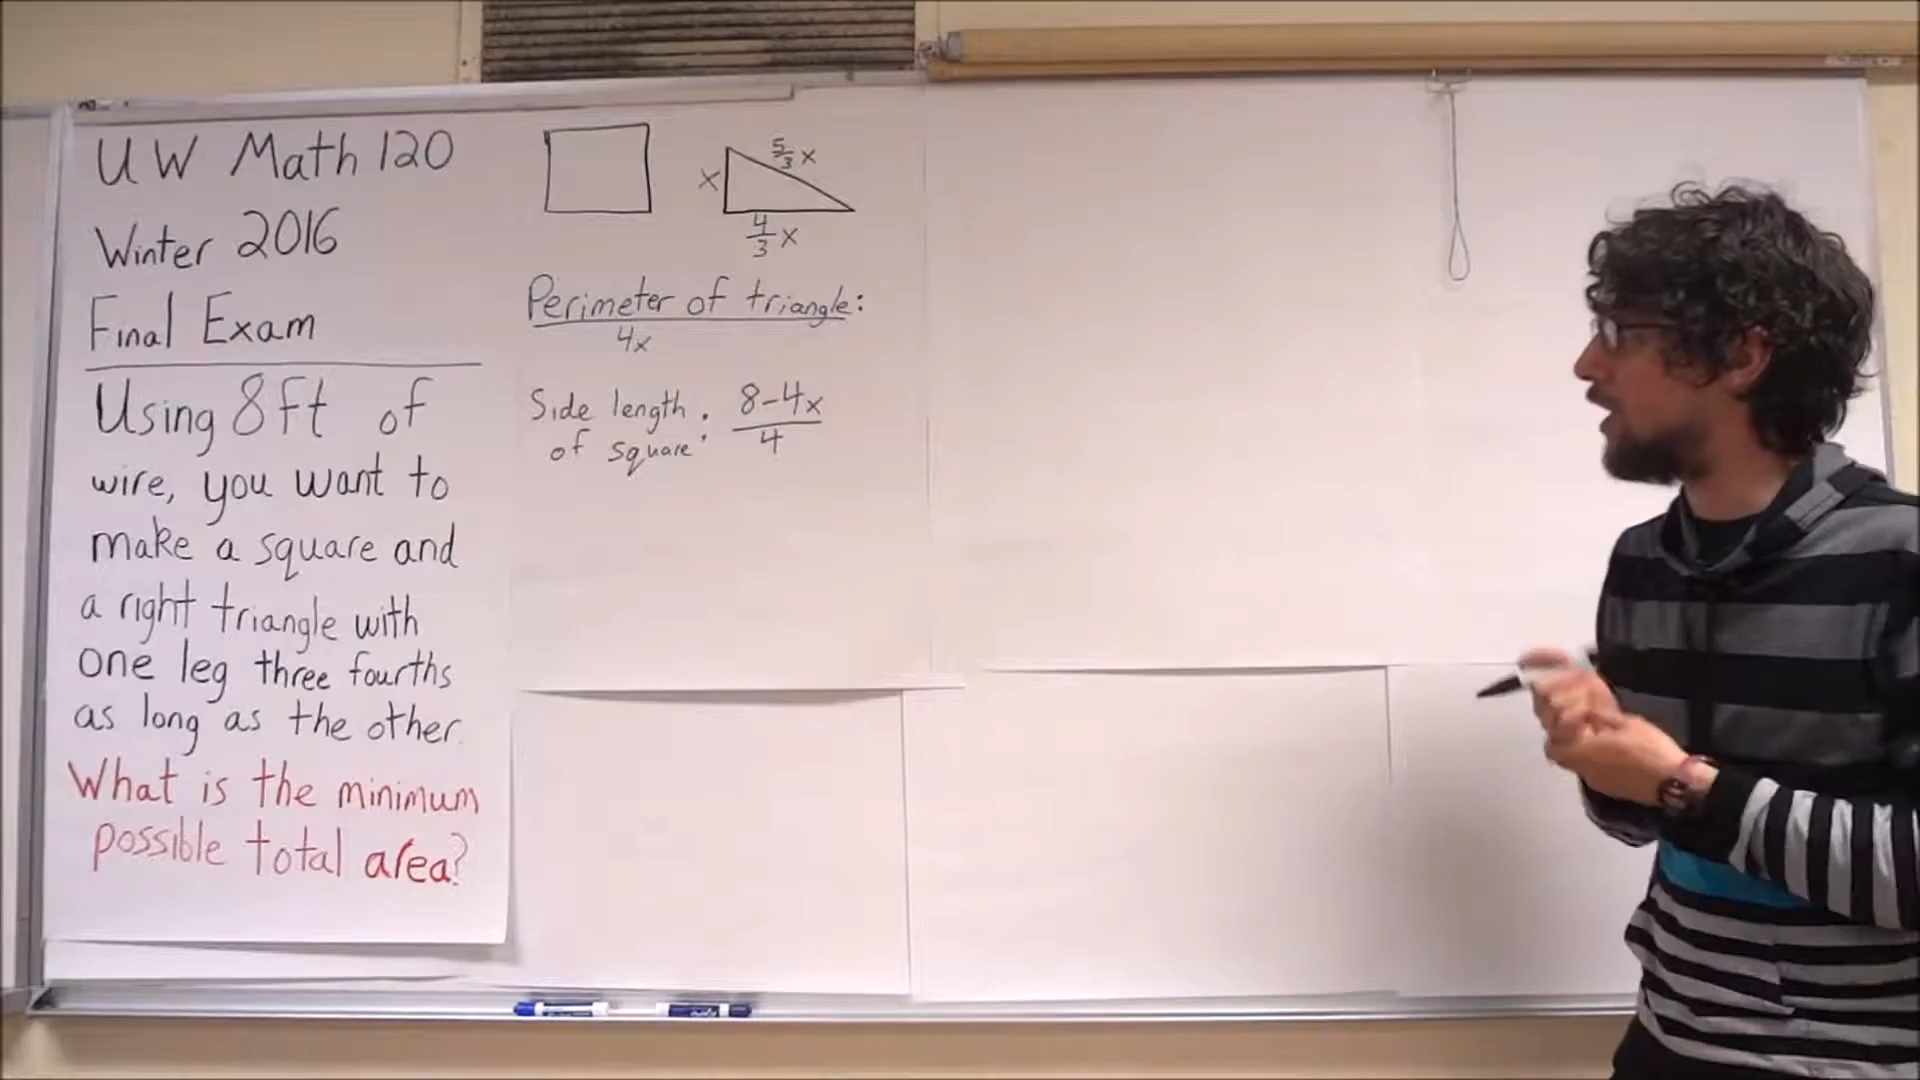 UW Math 120
Winter 2016
Final Exam
Using 8ft of
wire, you want to
make a square and
a right triangle with
one leg three fourths
as long as the other.
What is the minimum
possible total area?
5/3 x
x
4/3 x
Perimeter of triangle:
4x
Side length
of square:
8-4x
4